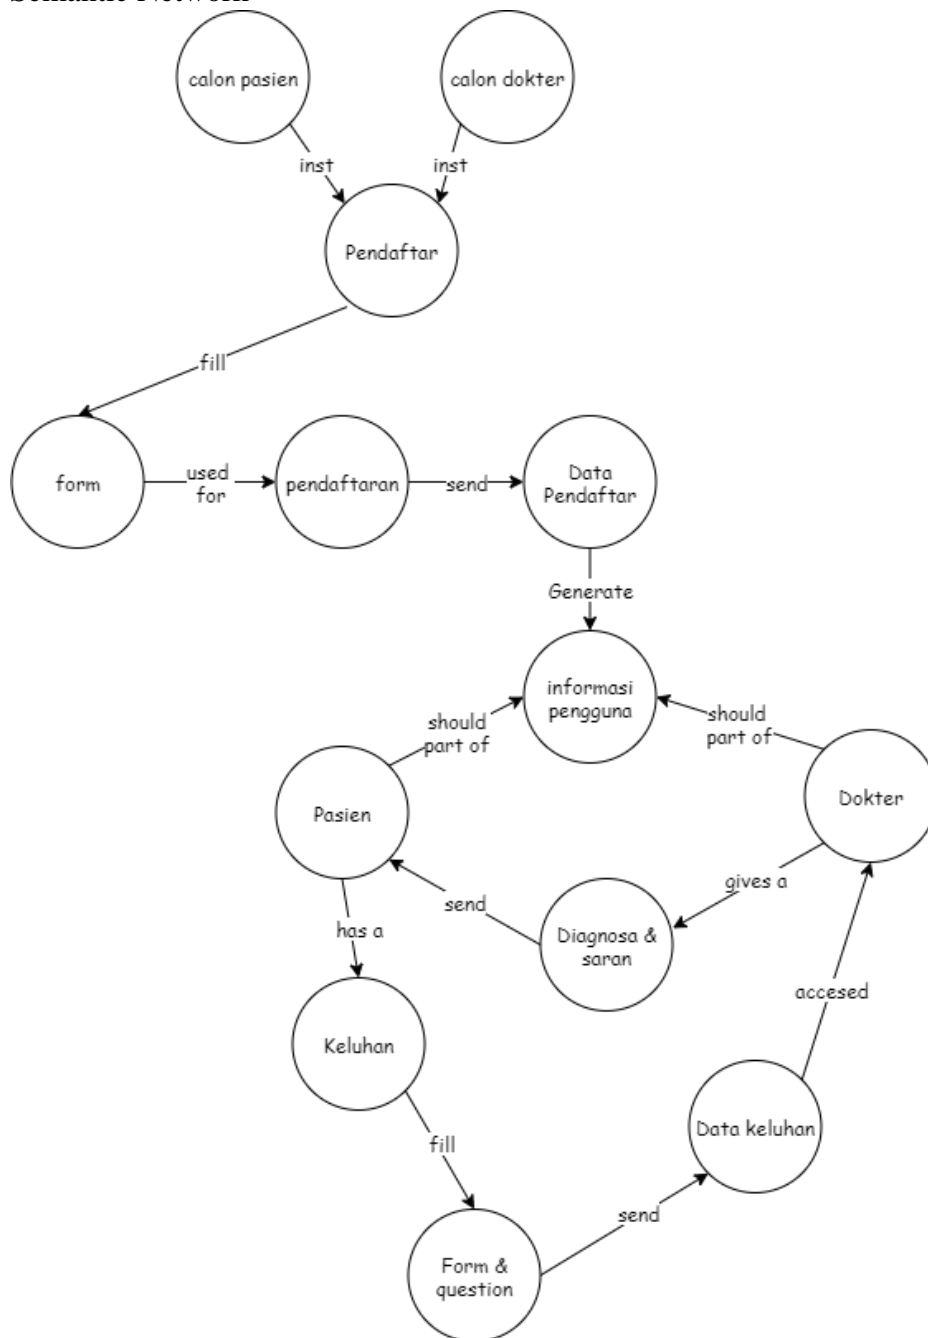 Semantic Network
calon pasien
calon dokter
inst
inst
Pendaftar
fill
form
used
for
pendaftaran
send
Data
Pendaftar
Generate
informasi
pengguna
should
part of
should
part of
Pasien
Dokter
gives a
send
Diagnosa &
saran
has a
accesed
Keluhan
Data keluhan
fill
send
Form &
question